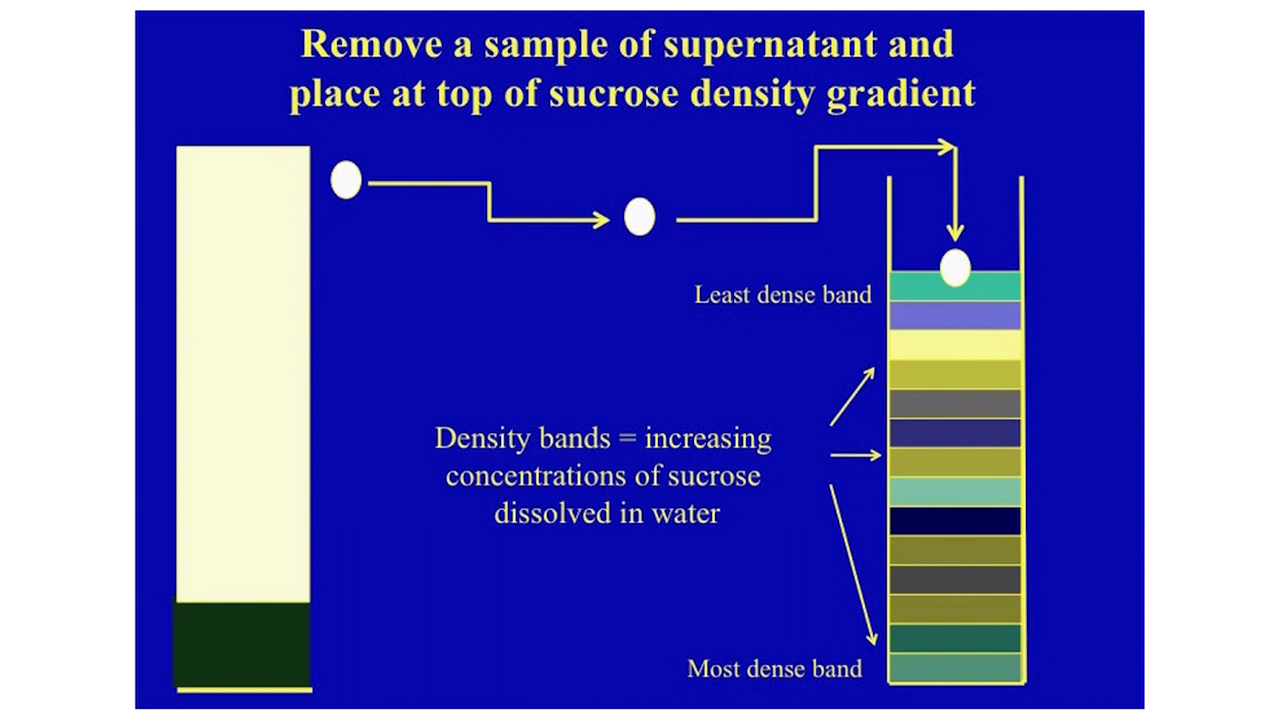 Remove a sample of supernatant and
place at top of sucrose density gradient
Least dense band
Density bands = increasing
concentrations of sucrose
dissolved in water
Most dense band